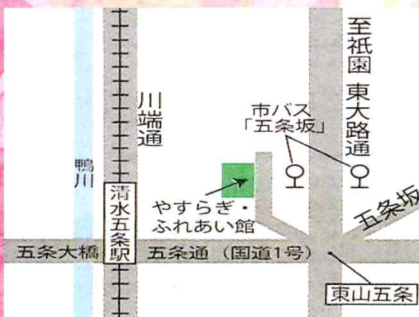 至祇園
東大路通
川端通
市バス
「五条坂」
鴨川
清水五条駅
やすらぎ・
ふれあい館
五条坂
五条大橋
五条通（国道1号）
東山五条